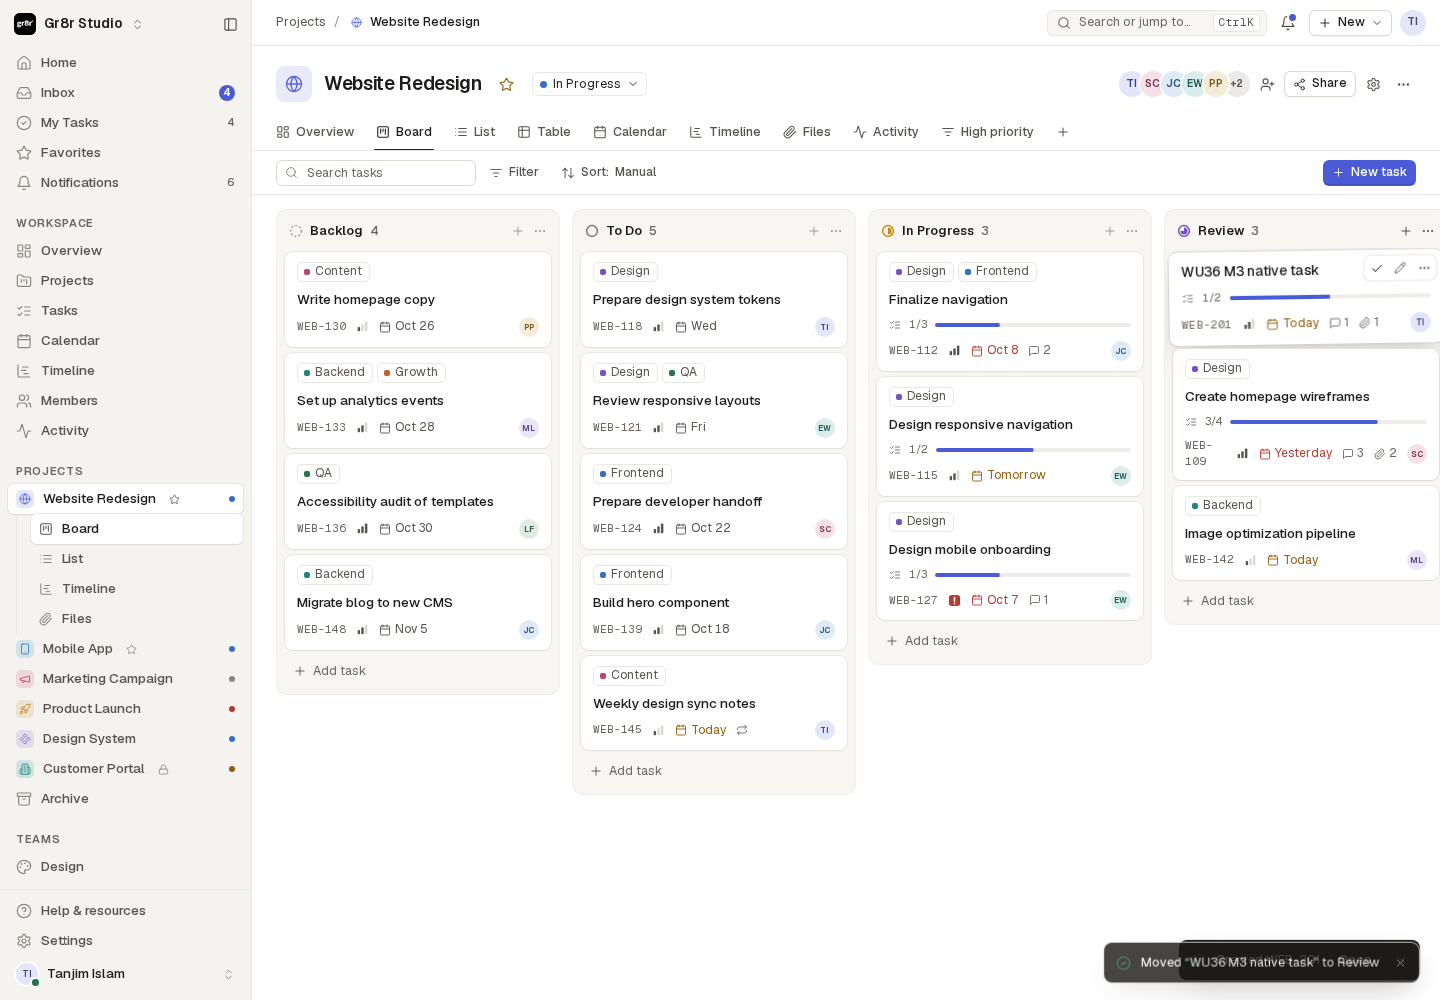 gr8r Gr8r Studio
Home
Inbox 4
My Tasks 4
Favorites
Notifications 6
WORKSPACE
Overview
Projects
Tasks
Calendar
Timeline
Members
Activity
PROJECTS
Website Redesign
Board
List
Timeline
Files
Mobile App
Marketing Campaign
Product Launch
Design System
Customer Portal
Archive
TEAMS
Design
Help & resources
Settings
TI Tanjim Islam
Projects / Website Redesign
Search or jump to... CtrlK
New
TI
Website Redesign
In Progress
TI SC JC EW PP +2
Share
Overview Board List Table Calendar Timeline Files Activity High priority
Search tasks Filter Sort: Manual
New task
Backlog 4
Content
Write homepage copy
WEB-130 Oct 26 PP
Backend Growth
Set up analytics events
WEB-133 Oct 28 ML
QA
Accessibility audit of templates
WEB-136 Oct 30 LF
Backend
Migrate blog to new CMS
WEB-148 Nov 5 JC
Add task
To Do 5
Design
Prepare design system tokens
WEB-118 Wed TI
Design QA
Review responsive layouts
WEB-121 Fri EW
Frontend
Prepare developer handoff
WEB-124 Oct 22 SC
Frontend
Build hero component
WEB-139 Oct 18 JC
Content
Weekly design sync notes
WEB-145 Today TI
Add task
In Progress 3
Design Frontend
Finalize navigation
1/3
WEB-112 Oct 8 2 JC
Design
Design responsive navigation
1/2
WEB-115 Tomorrow EW
Design
Design mobile onboarding
1/3
WEB-127 Oct 7 1 EW
Add task
Review 3
WU36 M3 native task
1/2
WEB-201 Today 1 1 TI
Design
Create homepage wireframes
3/4
WEB-
109 Yesterday 3 2 SC
Backend
Image optimization pipeline
WEB-142 Today ML
Add task
Moved "WU36 M3 native task" to Review